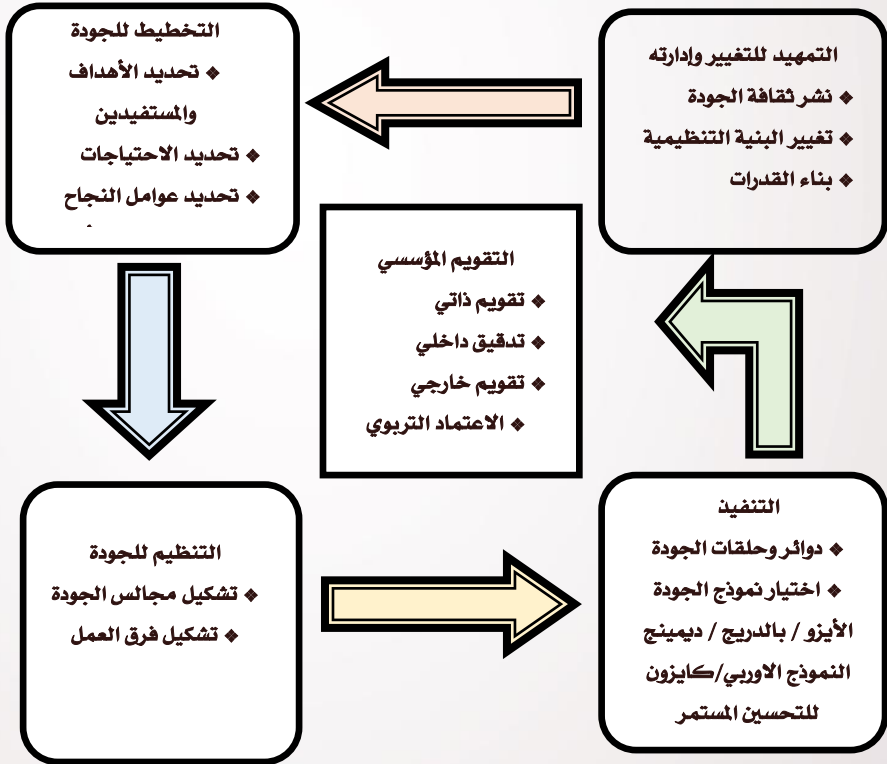 التمهيد للتغيير وإدارته
❖ نشر ثقافة الجودة
❖ تغيير البنية التنظيمية
❖ بناء القدرات
التخطيط للجودة
❖ تحديد الأهداف
والمستفيدين
❖ تحديد الاحتياجات
❖ تحديد عوامل النجاح
التقويم المؤسسي
❖ تقويم ذاتي
❖ تدقيق داخلي
❖ تقويم خارجي
❖ الاعتماد التربوي
التنظيم للجودة
❖ تشكيل مجالس الجودة
❖ تشكيل فرق العمل
التنفيذ
❖ دوائر وحلقات الجودة
❖ اختيار نموذج الجودة
الأيزو / بالدريج / ديمينج
النموذج الاوربي/كايزون
للتحسين المستمر